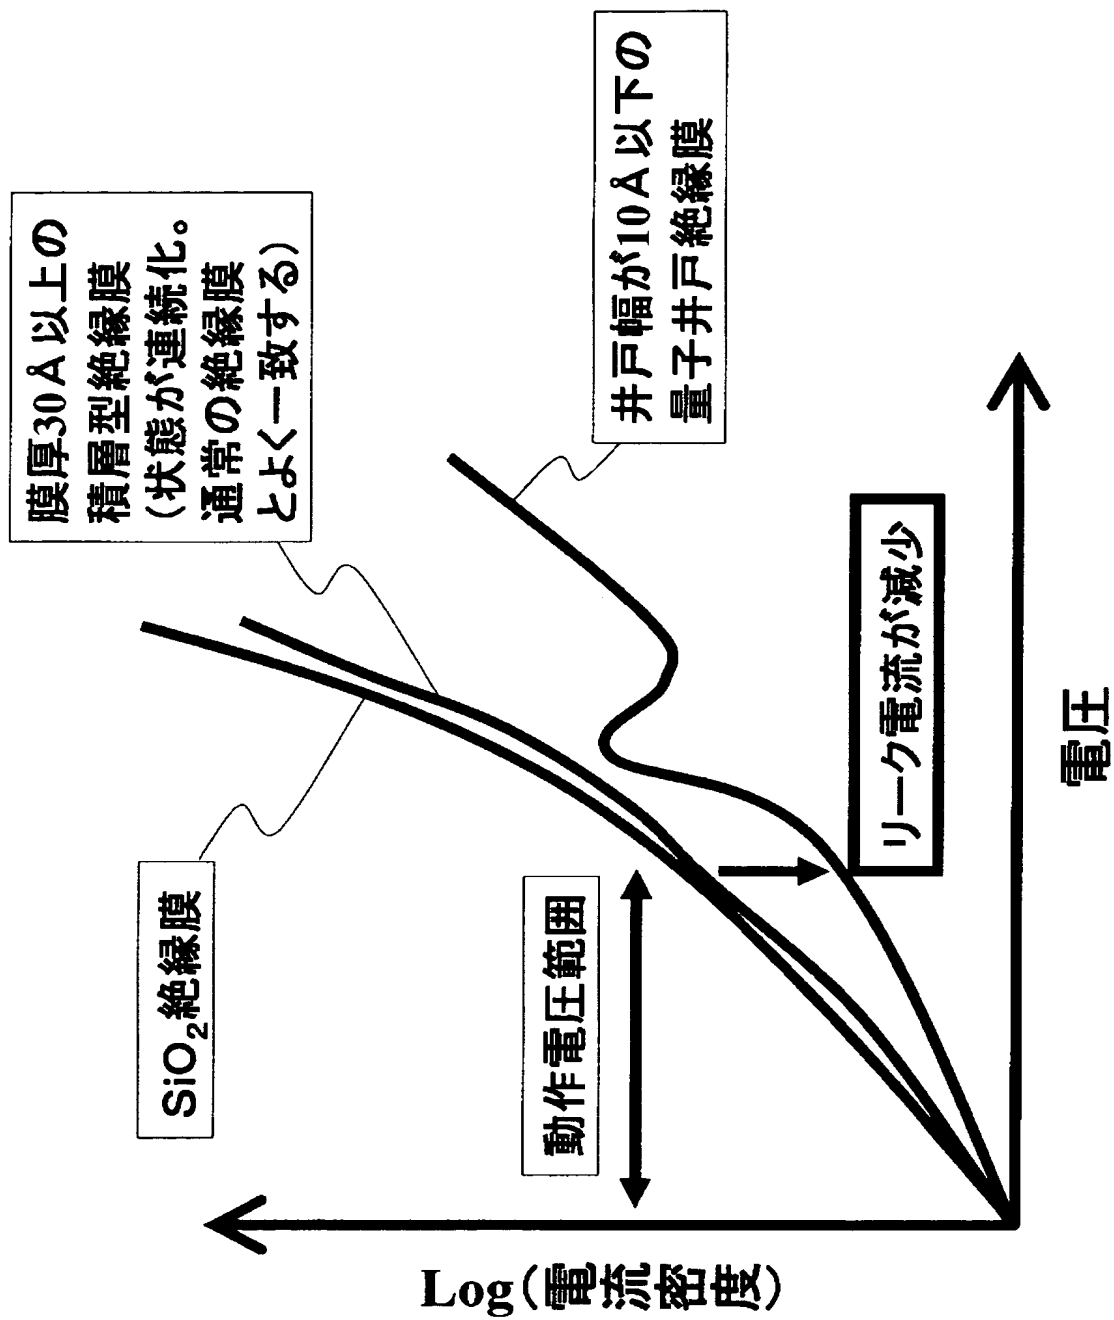 膜厚30Å以上の
積層型絶縁膜
(状態が連続化。
通常の絶縁膜
とよく一致する)
井戸幅が10Å以下の
量子井戸絶縁膜
SiO₂絶縁膜
動作電圧範囲
リーク電流が減少
Log(電流密度)
電圧